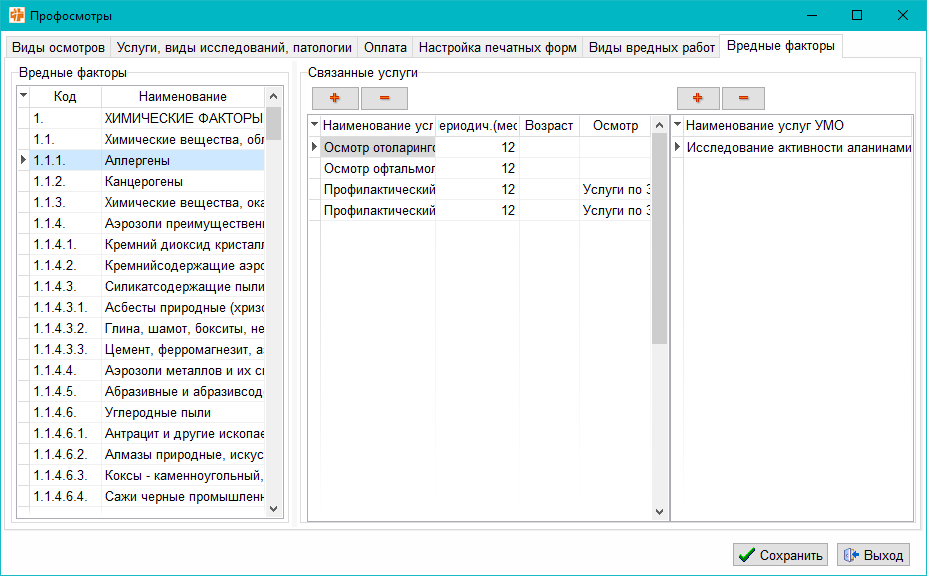 Профосмотры
Виды осмотров Услуги, виды исследований, патологии Оплата Настройка печатных форм Виды вредных работ Вредные факторы
Вредные факторы
Код Наименование
1. ХИМИЧЕСКИЕ ФАКТОРЫ
1.1. Химические вещества, обл
1.1.1. Аллергены
1.1.2. Канцерогены
1.1.3. Химические вещества, ока
1.1.4. Аэрозоли преимущественн
1.1.4.1. Кремний диоксид кристалл
1.1.4.2. Кремнийсодержащие аэро
1.1.4.3. Силикатсодержащие пыли
1.1.4.3.1. Асбесты природные (хризо
1.1.4.3.2. Глина, шамот, бокситы, не
1.1.4.3.3. Цемент, ферромагнезит, а
1.1.4.4. Аэрозоли металлов и их с
1.1.4.5. Абразивные и абразивсод
1.1.4.6. Углеродные пыли
1.1.4.6.1. Антрацит и другие ископае
1.1.4.6.2. Алмазы природные, искус
1.1.4.6.3. Коксы - каменноугольный,
1.1.4.6.4. Сажи черные промышленн
Связанные услуги
Наименование усл ериодич.(мес Возраст Осмотр
Осмотр отоларинго 12
Осмотр офтальмол 12
Профилактический 12 Услуги по З
Профилактический 12 Услуги по З
Наименование услуг УМО
Исследование активности аланинами
Сохранить Выход